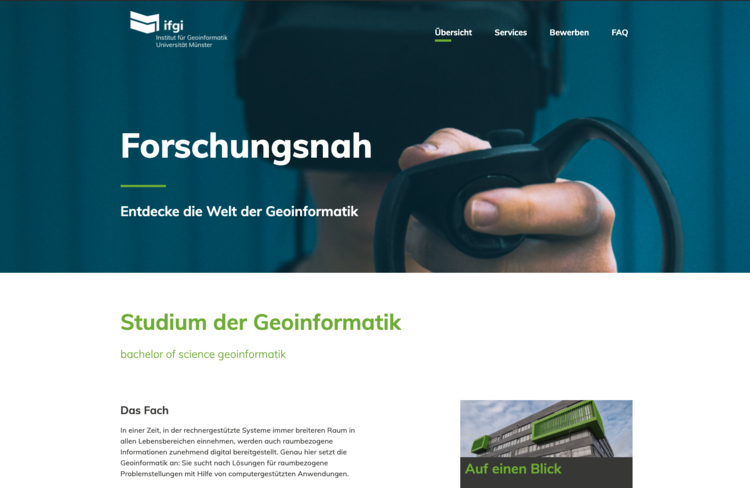 ifgi
Institut für Geoinformatik
Universität Münster
Übersicht Services Bewerben FAQ
Forschungsnah
Entdecke die Welt der Geoinformatik
Studium der Geoinformatik
bachelor of science geoinformatik
Das Fach
In einer Zeit, in der rechnergestützte Systeme immer breiteren Raum in
allen Lebensbereichen einnehmen, werden auch raumbezogene
Informationen zunehmend digital bereitgestellt. Genau hier setzt die
Geoinformatik an: Sie sucht nach Lösungen für raumbezogene
Problemstellungen mit Hilfe von computergestützten Anwendungen.
Auf einen Blick